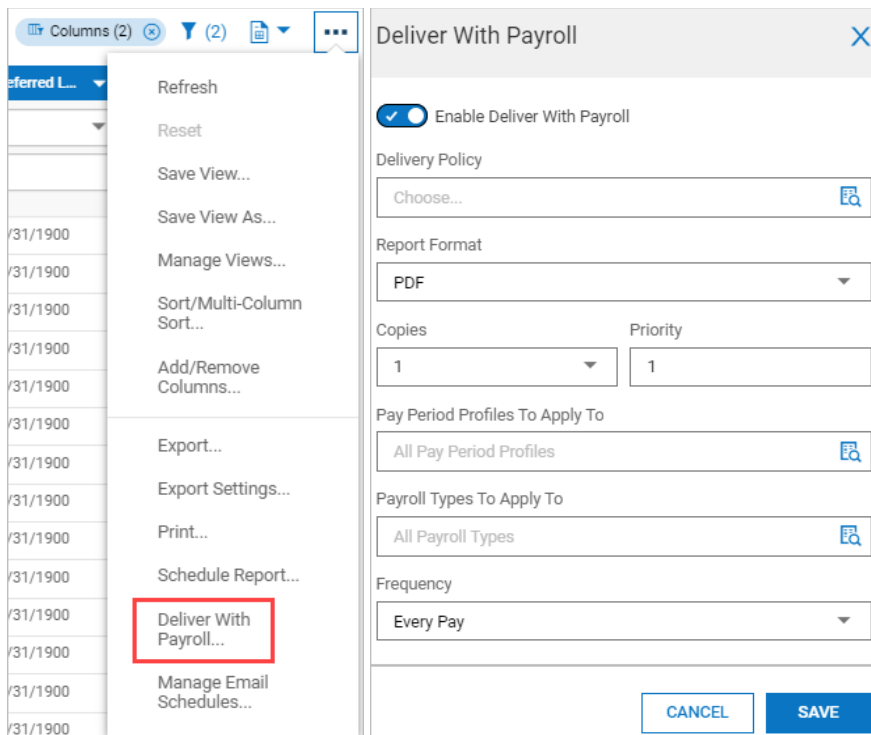 Columns (2)
(2)
eferred L...
/31/1900
/31/1900
/31/1900
/31/1900
/31/1900
/31/1900
/31/1900
/31/1900
/31/1900
/31/1900
/31/1900
/31/1900
/31/1900
/31/1900
Refresh
Reset
Save View...
Save View As...
Manage Views...
Sort/Multi-Column
Sort...
Add/Remove
Columns...
Export...
Export Settings...
Print...
Schedule Report...
Deliver With
Payroll...
Manage Email
Schedules...
Deliver With Payroll
Enable Deliver With Payroll
Delivery Policy
Choose...
Report Format
PDF
Copies
Priority
1
1
Pay Period Profiles To Apply To
All Pay Period Profiles
Payroll Types To Apply To
All Payroll Types
Frequency
Every Pay
CANCEL
SAVE